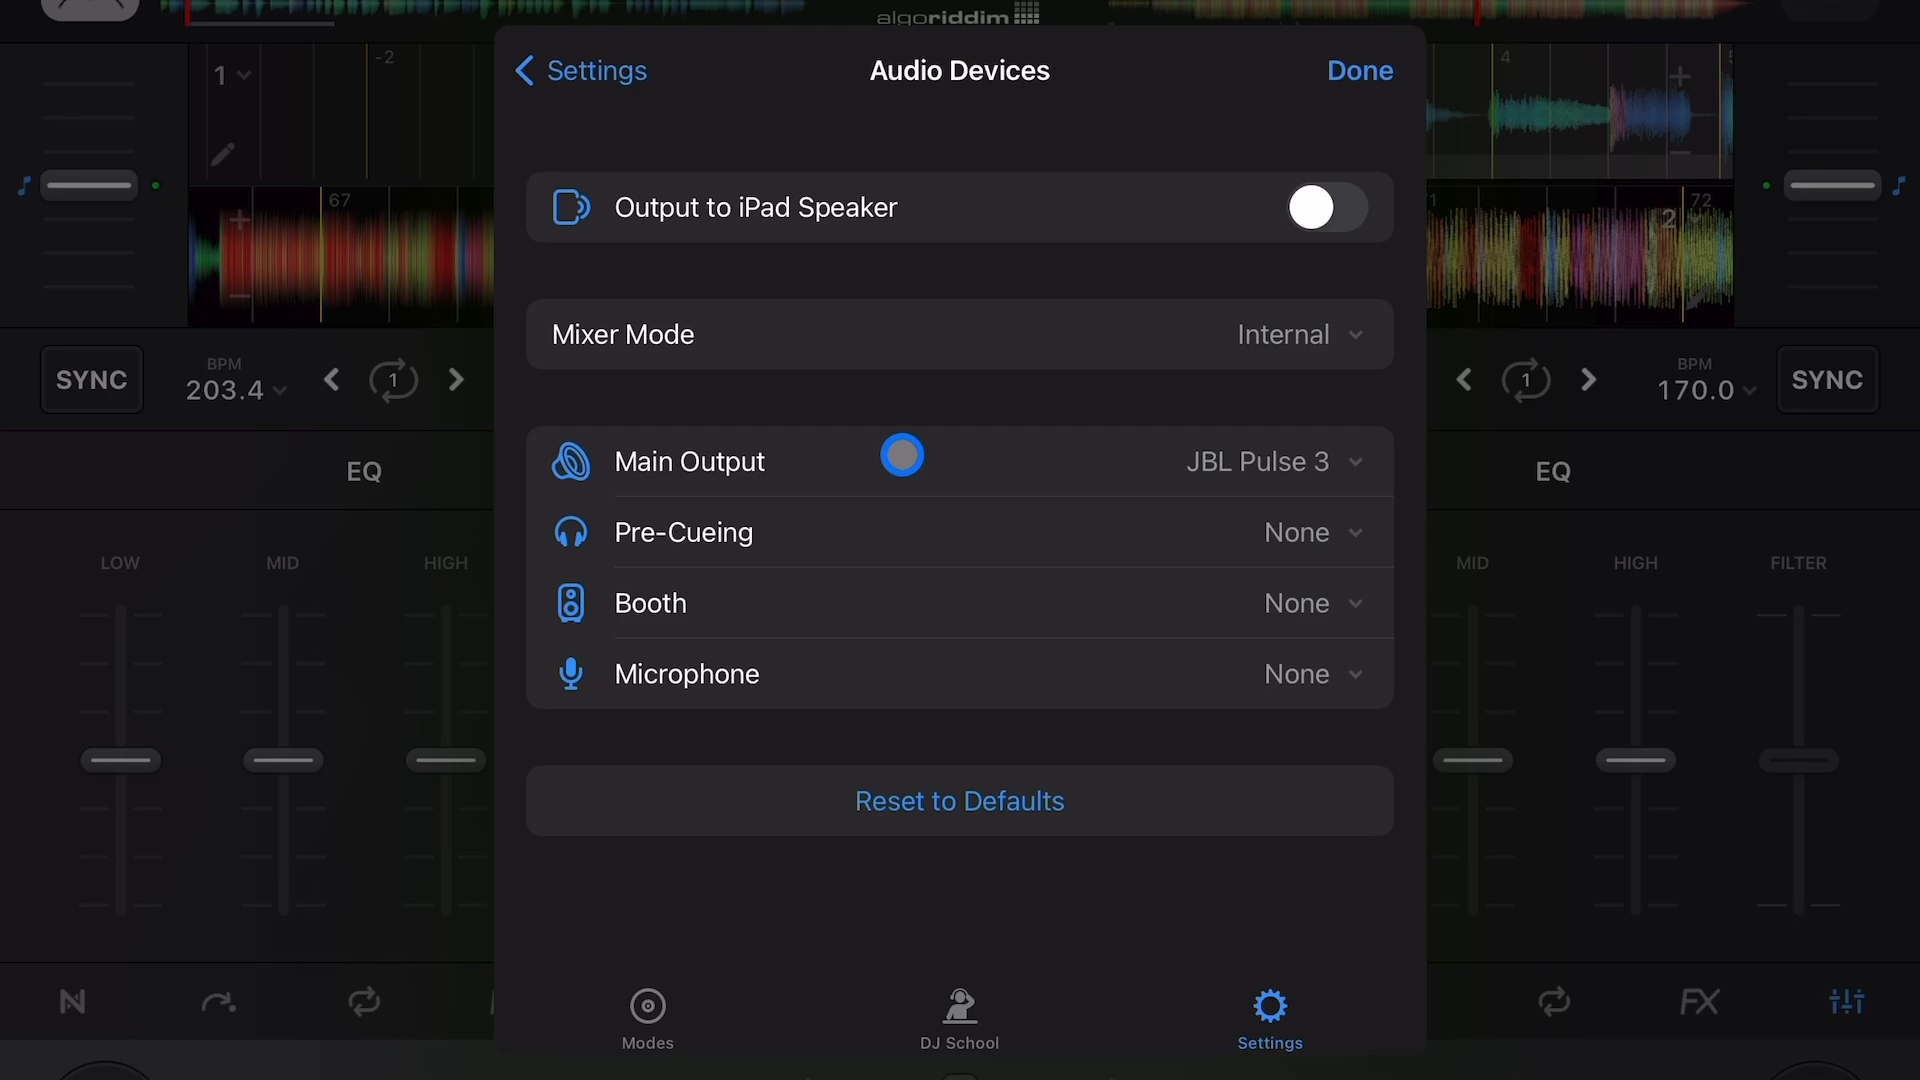 algoriddim
Settings
Audio Devices
Done
1
-2
4
Output to iPad Speaker
67
1
2
72
Mixer Mode
Internal
SYNC
BPM
203.4
1
1
BPM
170.0
SYNC
Main Output
JBL Pulse 3
EQ
EQ
Pre-Cueing
None
LOW
MID
HIGH
MID
HIGH
FILTER
Booth
None
Microphone
None
Reset to Defaults
FX
Modes
DJ School
Settings